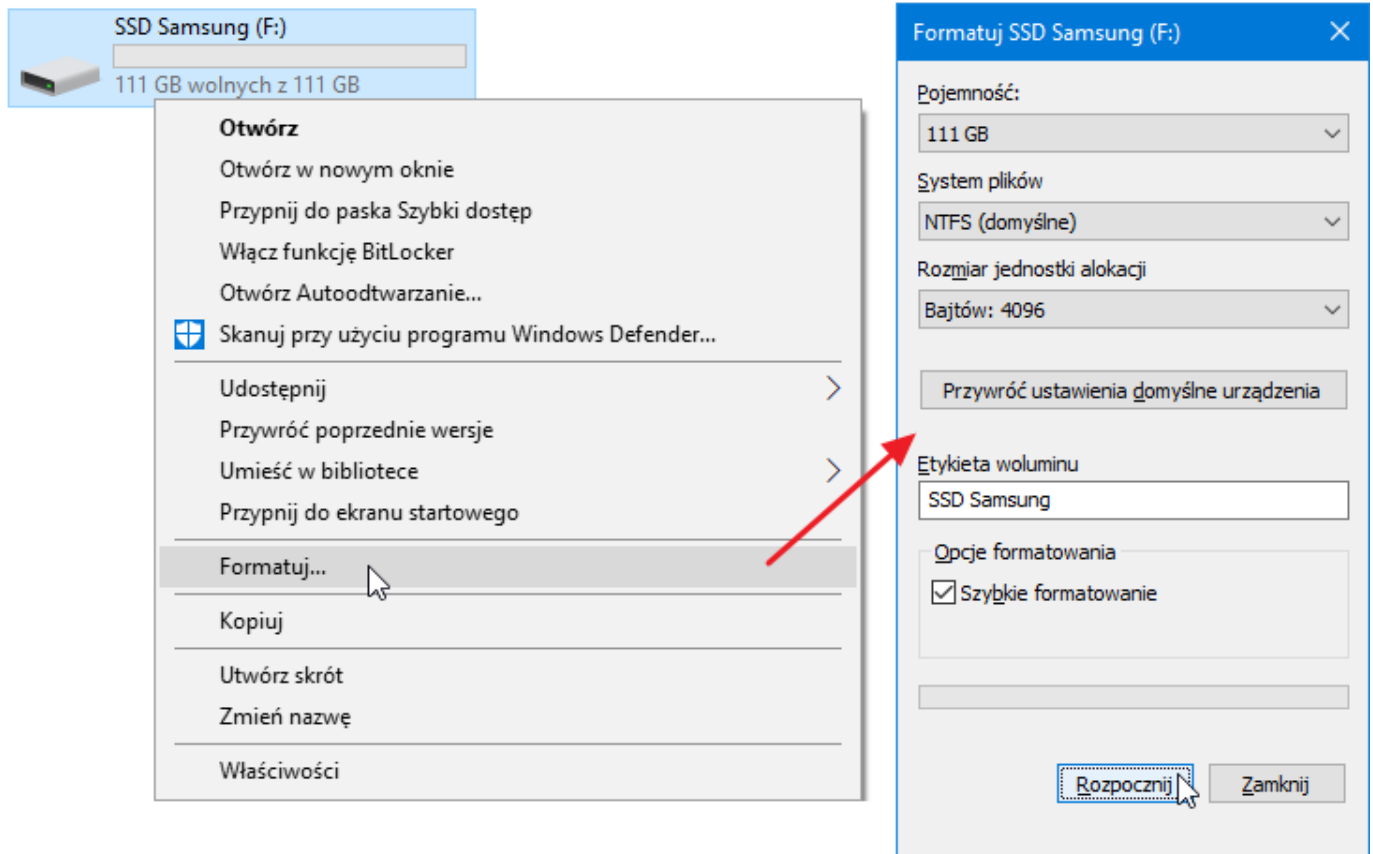 SSD Samsung (F:)
111 GB wolnych z 111 GB
Otwórz
Otwórz w nowym oknie
Przypnij do paska Szybki dostęp
Włącz funkcję BitLocker
Otwórz Autoodtwarzanie...
Skanuj przy użyciu programu Windows Defender...
Udostępnij
Przywróć poprzednie wersje
Umieść w bibliotece
Przypnij do ekranu startowego
Formatuj...
Kopiuj
Utwórz skrót
Zmień nazwę
Właściwości
Formatuj SSD Samsung (F:)
Pojemność:
111 GB
System plików
NTFS (domyślne)
Rozmiar jednostki alokacji
Bajtów: 4096
Przywróć ustawienia domyślne urządzenia
Etykieta woluminu
SSD Samsung
Opcje formatowania
Szybkie formatowanie
Rozpocznij
Zamknij